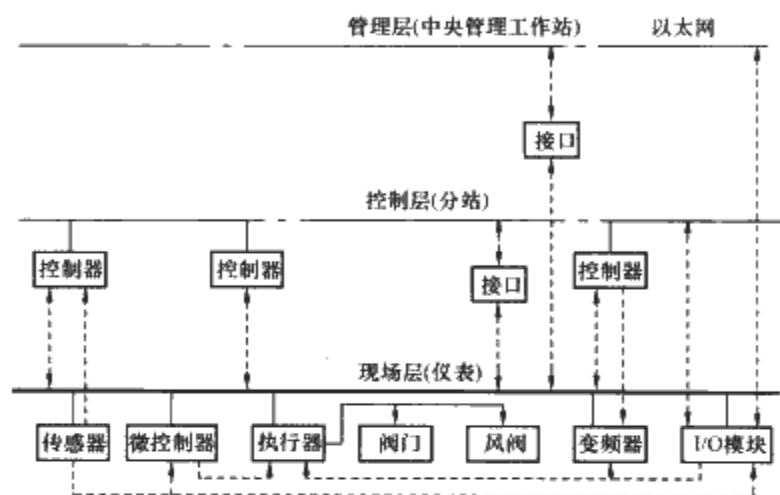 管理层(中央管理工作站) 以太网
接口
控制层(分站)
控制器 控制器 接口 控制器
现场层(仪表)
传感器 微控制器 执行器 阀门 风阀 变频器 I/O模块